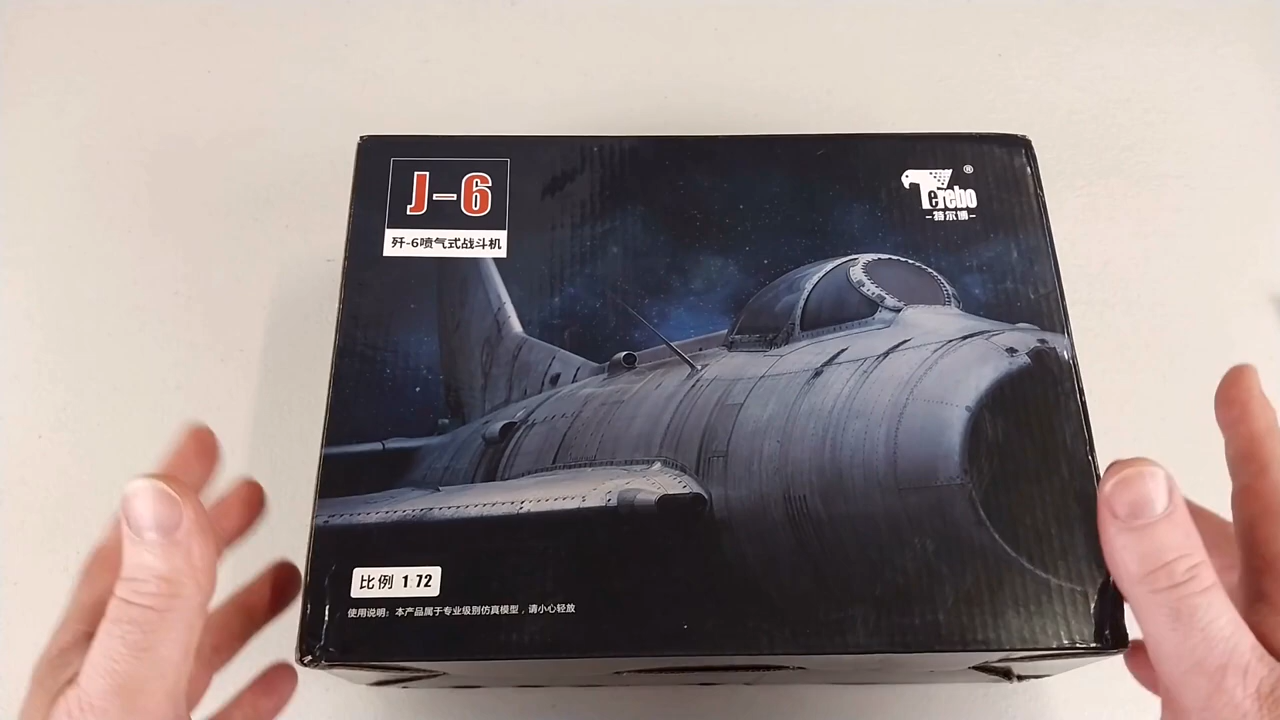 J-6
歼-6喷气式战斗机
Terebo ®
-特尔博-
比例 1:72
使用说明：本产品属于专业级别仿真模型，请小心轻放